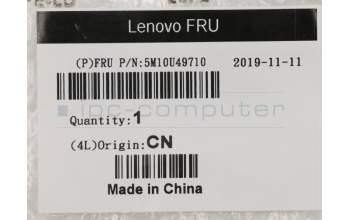 Lenovo FRU
(P)FRU P/N:5M10U49710 2019-11-11
ipc-computer
Quantity:1
(4L)Origin:CN
Made in China